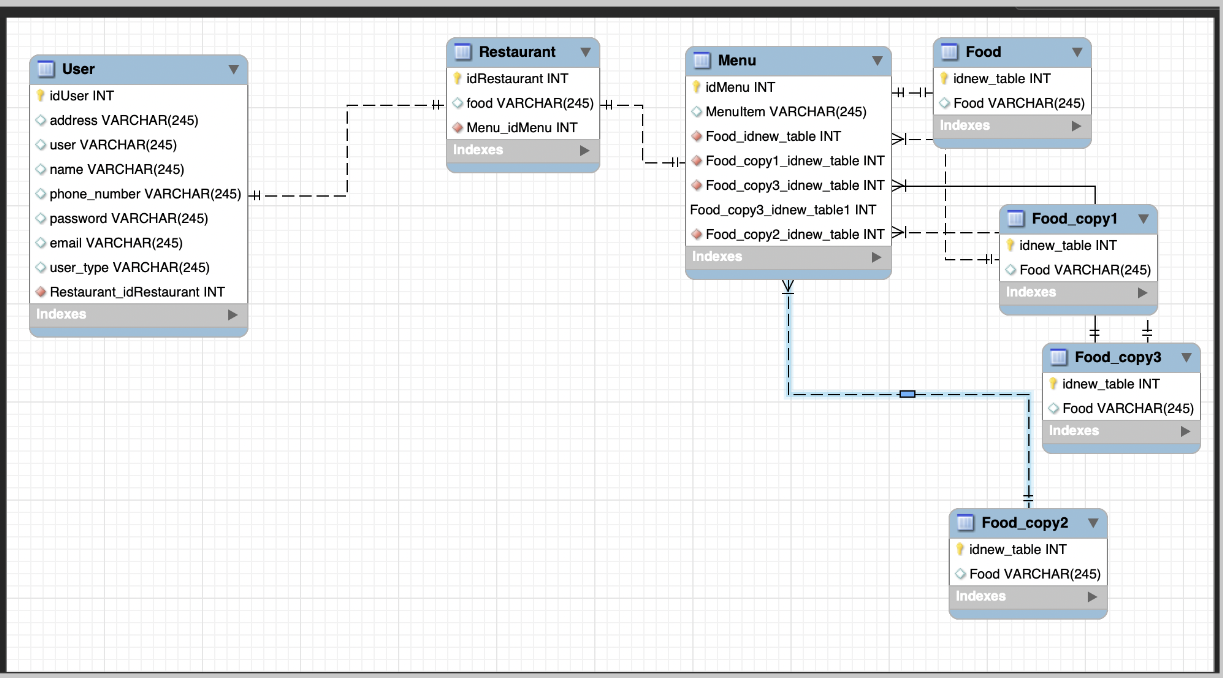 User
idUser INT
address VARCHAR(245)
user VARCHAR(245)
name VARCHAR(245)
phone_number VARCHAR(245)
password VARCHAR(245)
email VARCHAR(245)
user_type VARCHAR(245)
Restaurant_idRestaurant INT
Indexes
Restaurant
idRestaurant INT
food VARCHAR(245)
Menu_idMenu INT
Indexes
Menu
idMenu INT
MenuItem VARCHAR(245)
Food_idnew_table INT
Food_copy1_idnew_table INT
Food_copy3_idnew_table INT
Food_copy3_idnew_table1 INT
Food_copy2_idnew_table INT
Indexes
Food
idnew_table INT
Food VARCHAR(245)
Indexes
Food_copy1
idnew_table INT
Food VARCHAR(245)
Indexes
Food_copy3
idnew_table INT
Food VARCHAR(245)
Indexes
Food_copy2
idnew_table INT
Food VARCHAR(245)
Indexes